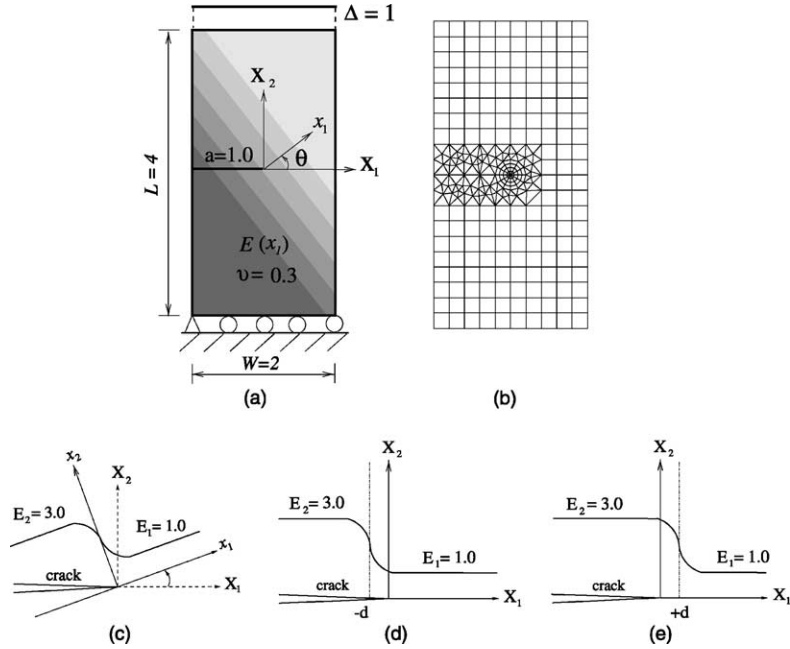 Δ = 1
X₂
x₁
a=1.0
θ
X₁
L = 4
E (x₁)
υ= 0.3
W=2
(a)
(b)
x₂
X₂
E₂= 3.0
E₁= 1.0
x₁
crack
X₁
(c)
X₂
E₂= 3.0
E₁= 1.0
crack
-d
X₁
(d)
X₂
E₂= 3.0
E₁= 1.0
crack
+d
X₁
(e)